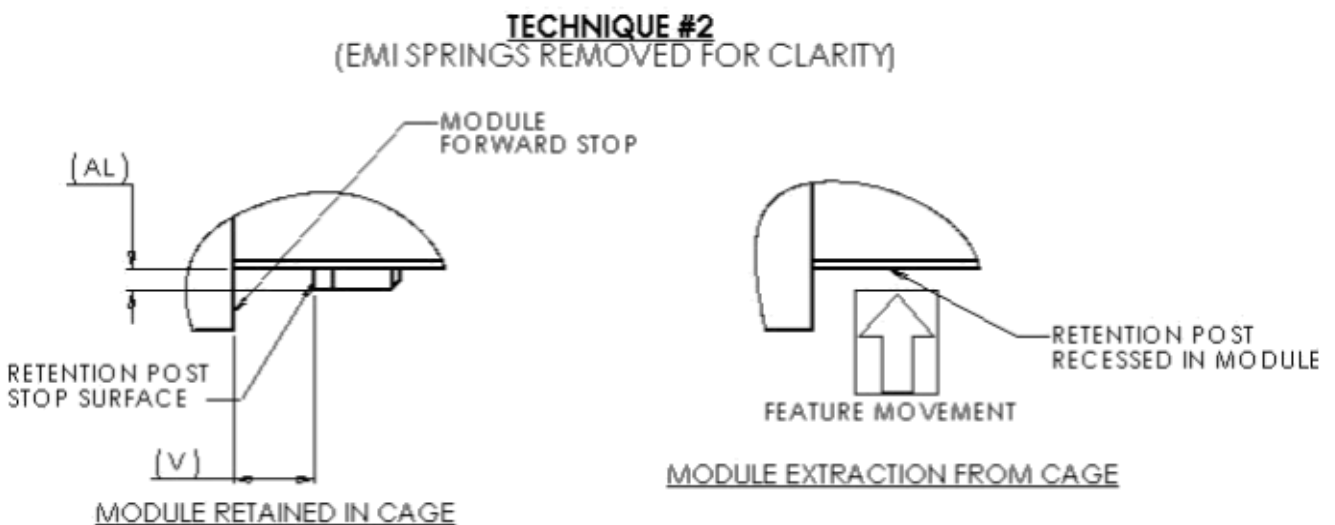 TECHNIQUE #2
(EMI SPRINGS REMOVED FOR CLARITY)
MODULE
FORWARD STOP
(AL)
RETENTION POST
STOP SURFACE
(V)
MODULE RETAINED IN CAGE
RETENTION POST
RECESSED IN MODULE
FEATURE MOVEMENT
MODULE EXTRACTION FROM CAGE